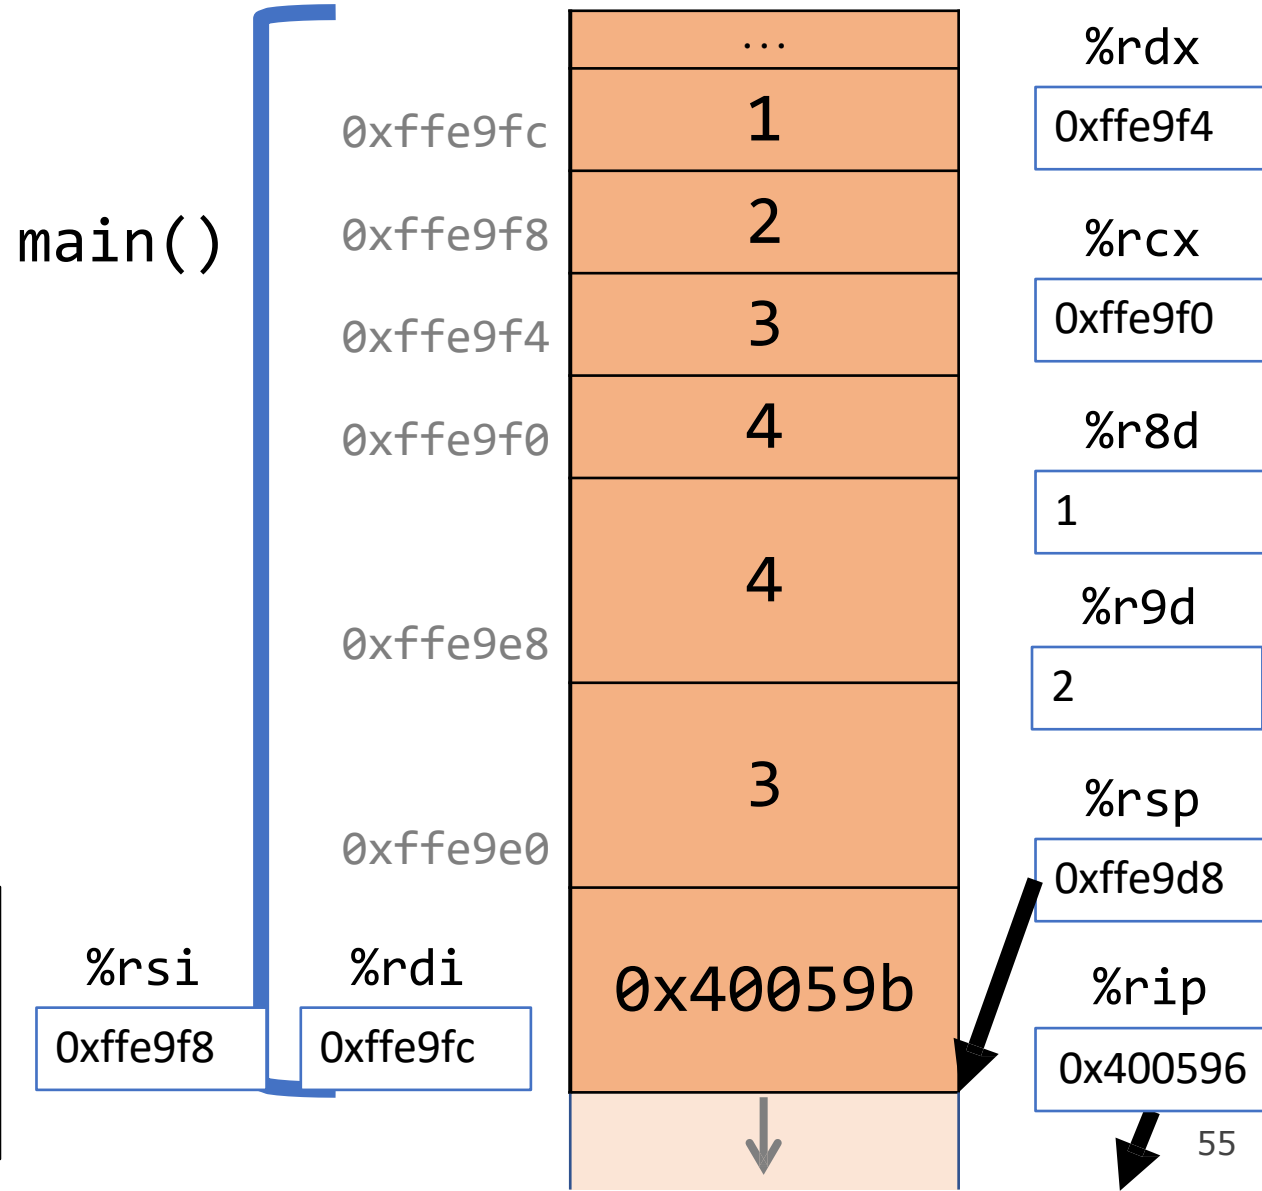 main()
0xffe9fc
0xffe9f8
0xffe9f4
0xffe9f0
0xffe9e8
0xffe9e0
...
1
2
3
4
4
3
0x40059b
%rdx
0xffe9f4
%rcx
0xffe9f0
%r8d
1
%r9d
2
%rsp
0xffe9d8
%rip
0x400596
%rsi
0xffe9f8
%rdi
0xffe9fc
55